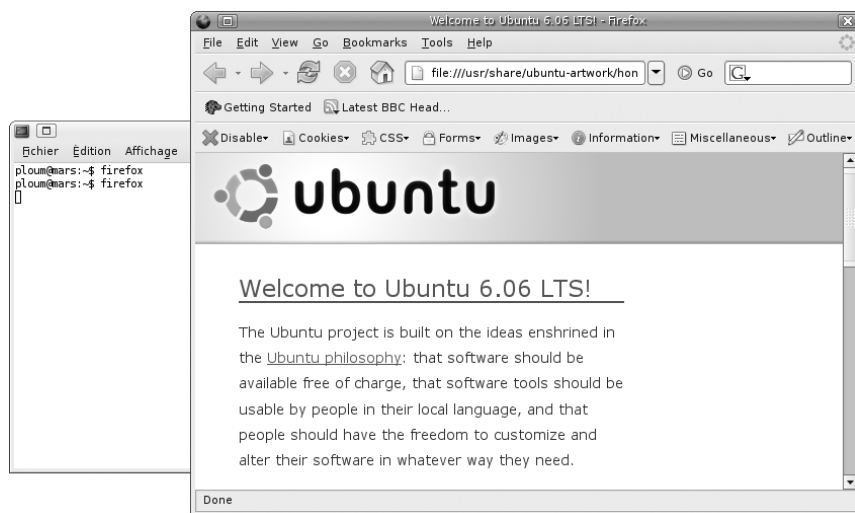 Welcome to Ubuntu 6.06 LTS! - Firefox
File Edit View Go Bookmarks Tools Help
file:///usr/share/ubuntu-artwork/hon
Go
G
Getting Started Latest BBC Head...
Disable Cookies CSS Forms Images Information Miscellaneous Outline
Fichier Édition Affichage
ploum@mars:~$ firefox
ploum@mars:~$ firefox
ubuntu
Welcome to Ubuntu 6.06 LTS!
The Ubuntu project is built on the ideas enshrined in
the Ubuntu philosophy: that software should be
available free of charge, that software tools should be
usable by people in their local language, and that
people should have the freedom to customize and
alter their software in whatever way they need.
Done